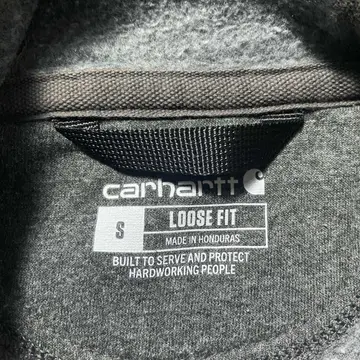 carhartt
S
LOOSE FIT
MADE IN HONDURAS
BUILT TO SERVE AND PROTECT
HARDWORKING PEOPLE